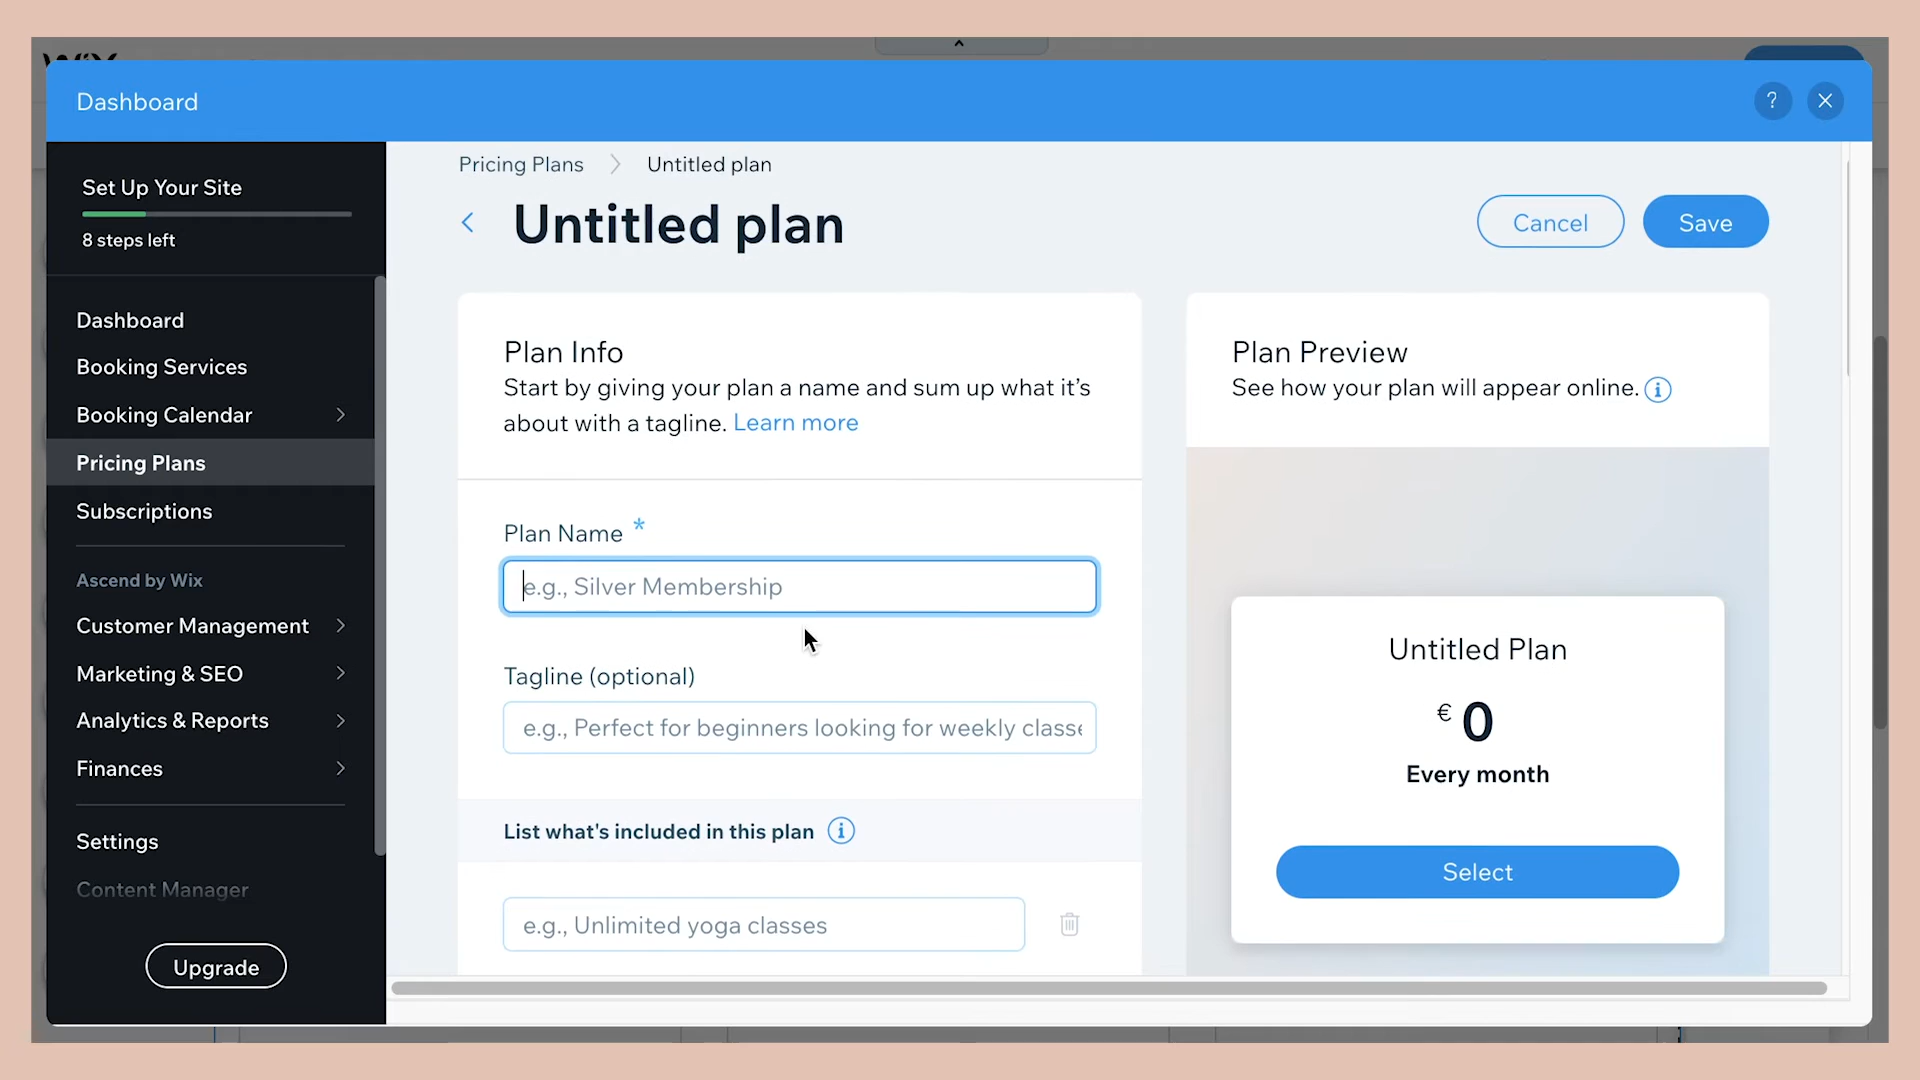 Dashboard
?
Set Up Your Site
8 steps left
Dashboard
Booking Services
Booking Calendar
Pricing Plans
Subscriptions
Ascend by Wix
Customer Management
Marketing & SEO
Analytics & Reports
Finances
Settings
Content Manager
Upgrade
Pricing Plans > Untitled plan
Untitled plan
Cancel
Save
Plan Info
Start by giving your plan a name and sum up what it's
about with a tagline. Learn more
Plan Name *
e.g., Silver Membership
Tagline (optional)
e.g., Perfect for beginners looking for weekly classe
List what's included in this plan
e.g., Unlimited yoga classes
Plan Preview
See how your plan will appear online.
Untitled Plan
€ 0
Every month
Select